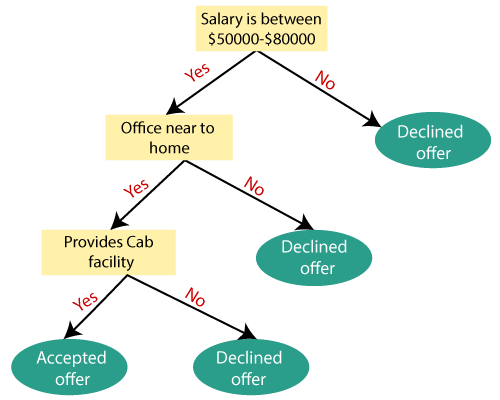 Salary is between
$50000-$80000
Yes
No
Office near to
home
Declined
offer
Yes
No
Provides Cab
facility
Declined
offer
Yes
No
Accepted
offer
Declined
offer